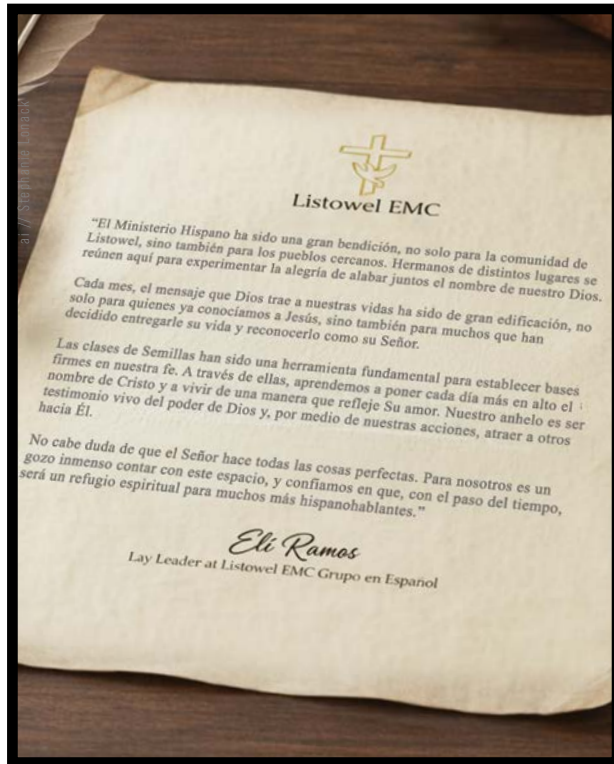 al // Stephanie Lonack
Listowel EMC
“El Ministerio Hispano ha sido una gran bendición, no solo para la comunidad de
Listowel, sino también para los pueblos cercanos. Hermanos de distintos lugares se
reúnen aquí para experimentar la alegría de alabar juntos el nombre de nuestro Dios.
Cada mes, el mensaje que Dios trae a nuestras vidas ha sido de gran edificación, no
solo para quienes ya conocíamos a Jesús, sino también para muchos que han
decidido entregarle su vida y reconocerlo como su Señor.
Las clases de Semillas han sido una herramienta fundamental para establecer bases
firmes en nuestra fe. A través de ellas, aprendemos a poner cada día más en alto el
nombre de Cristo y a vivir de una manera que refleje Su amor. Nuestro anhelo es ser
testimonio vivo del poder de Dios y, por medio de nuestras acciones, atraer a otros
hacia Él.
No cabe duda de que el Señor hace todas las cosas perfectas. Para nosotros es un
gozo inmenso contar con este espacio, y confiamos en que, con el paso del tiempo,
será un refugio espiritual para muchos más hispanohablantes.”
Elí Ramos
Lay Leader at Listowel EMC Grupo en Español